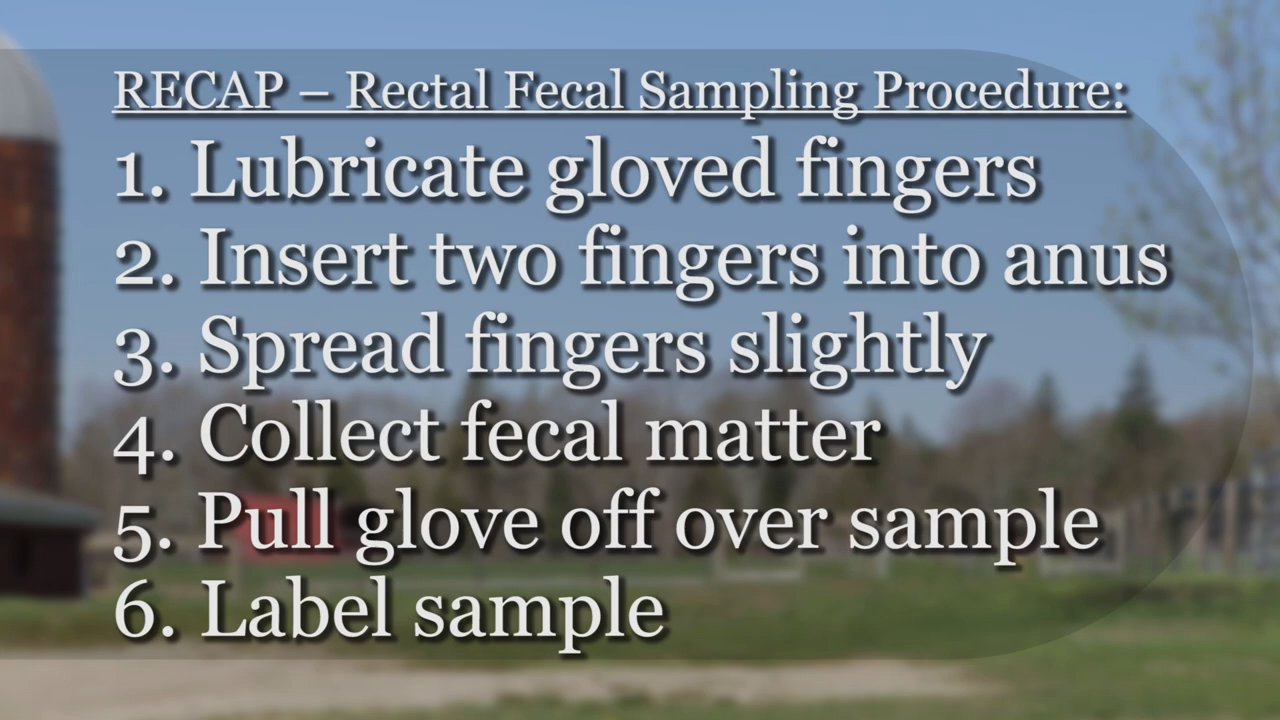 RECAP – Rectal Fecal Sampling Procedure:
1. Lubricate gloved fingers
2. Insert two fingers into anus
3. Spread fingers slightly
4. Collect fecal matter
5. Pull glove off over sample
6. Label sample